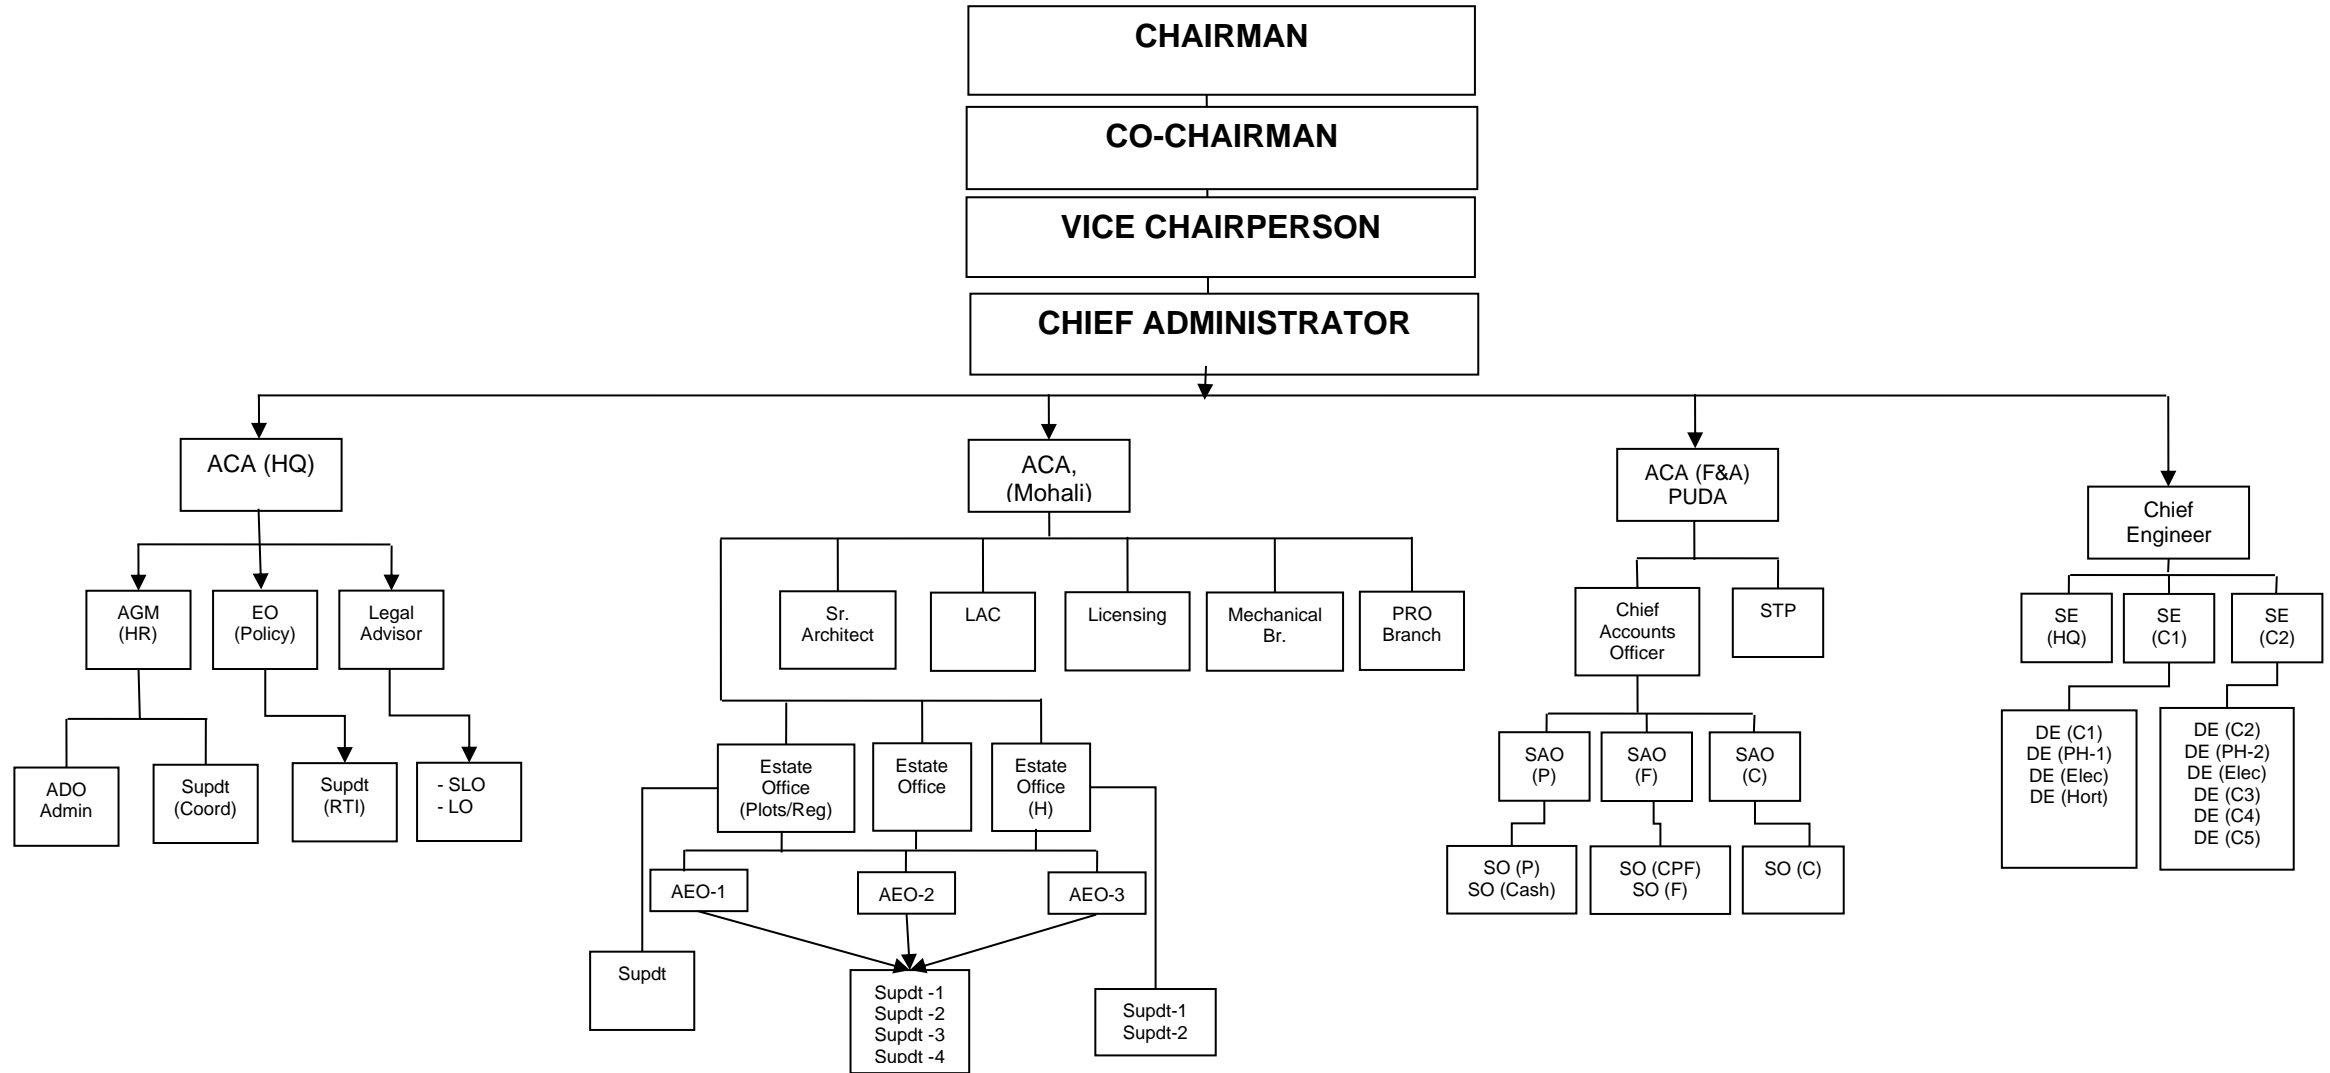 CHAIRMAN
CO-CHAIRMAN
VICE CHAIRPERSON
CHIEF ADMINISTRATOR
ACA (HQ)
ACA,
(Mohali)
ACA (F&A)
PUDA
Chief
Engineer
AGM
(HR)
EO
(Policy)
Legal
Advisor
Sr.
Architect
LAC
Licensing
Mechanical
Br.
PRO
Branch
Chief
Accounts
Officer
STP
SE
(HQ)
SE
(C1)
SE
(C2)
ADO
Admin
Supdt
(Coord)
Supdt
(RTI)
- SLO
- LO
Estate
Office
(Plots/Reg)
Estate
Office
Estate
Office
(H)
SAO
(P)
SAO
(F)
SAO
(C)
DE (C1)
DE (PH-1)
DE (Elec)
DE (Hort)
DE (C2)
DE (PH-2)
DE (Elec)
DE (C3)
DE (C4)
DE (C5)
AEO-1
AEO-2
AEO-3
SO (P)
SO (Cash)
SO (CPF)
SO (F)
SO (C)
Supdt
Supdt -1
Supdt -2
Supdt -3
Supdt -4
Supdt-1
Supdt-2